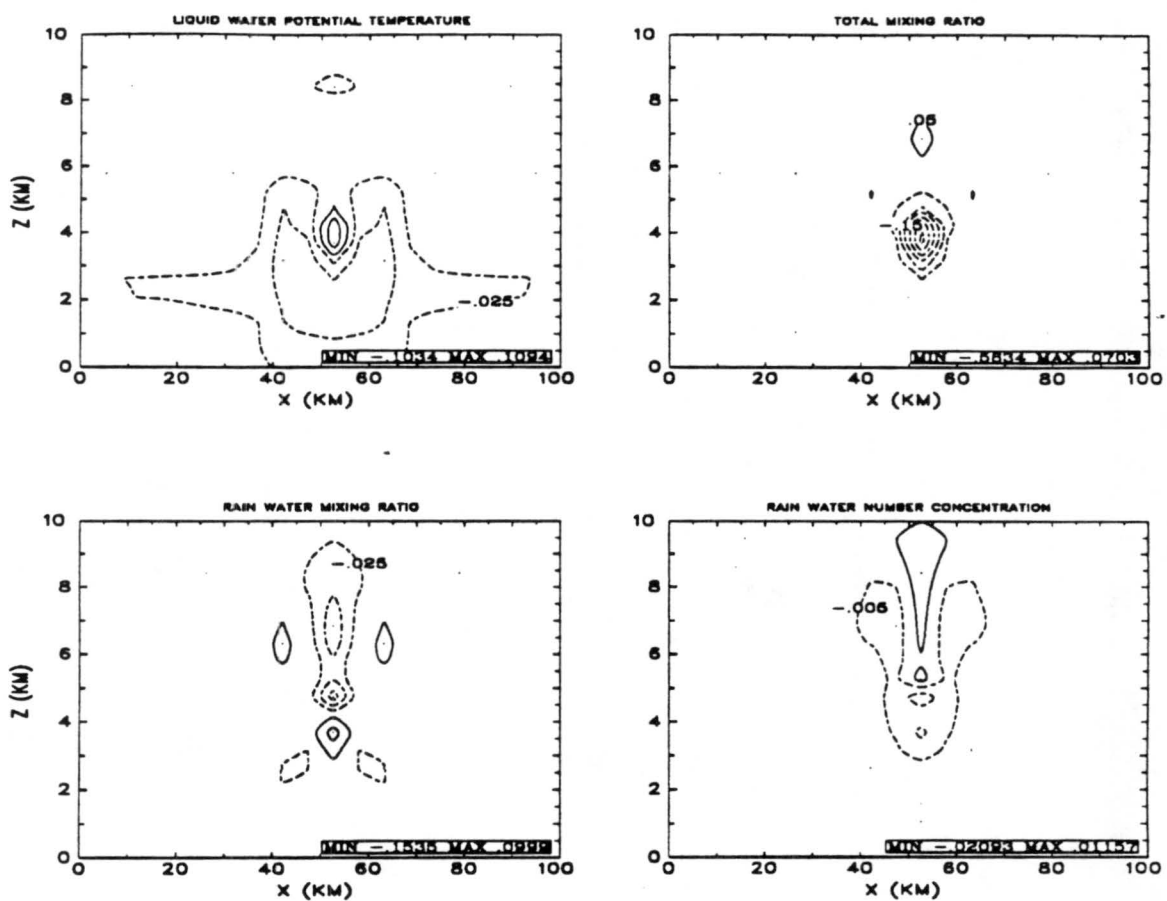 LIQUID WATER POTENTIAL TEMPERATURE
10
8
6
4
2
0
Z (KM)
-.025
MIN -.1034 MAX .1094
0 20 40 60 80 100
X (KM)
TOTAL MIXING RATIO
10
8
6
4
2
0
.05
-.15
MIN -.5534 MAX .0703
0 20 40 60 80 100
X (KM)
RAIN WATER MIXING RATIO
10
8
6
4
2
0
Z (KM)
-.025
MIN -.1535 MAX .0999
0 20 40 60 80 100
X (KM)
RAIN WATER NUMBER CONCENTRATION
10
8
6
4
2
0
-.005
MIN -.02093 MAX .01157
0 20 40 60 80 100
X (KM)